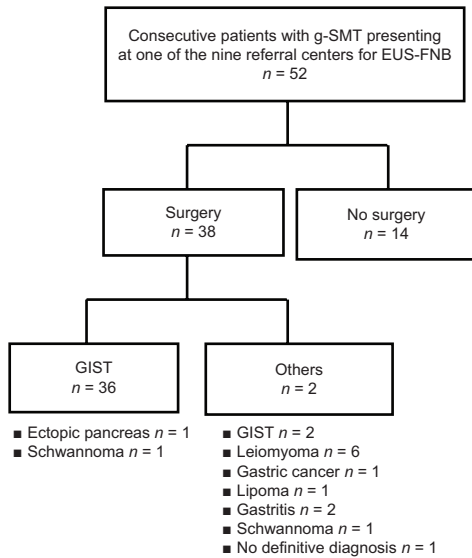 Consecutive patients with g-SMT presenting
at one of the nine referral centers for EUS-FNB
n = 52
Surgery
n = 38
No surgery
n = 14
GIST
n = 36
Others
n = 2
■ Ectopic pancreas n = 1
■ Schwannoma n = 1
■ GIST n = 2
■ Leiomyoma n = 6
■ Gastric cancer n = 1
■ Lipoma n = 1
■ Gastritis n = 2
■ Schwannoma n = 1
■ No definitive diagnosis n = 1